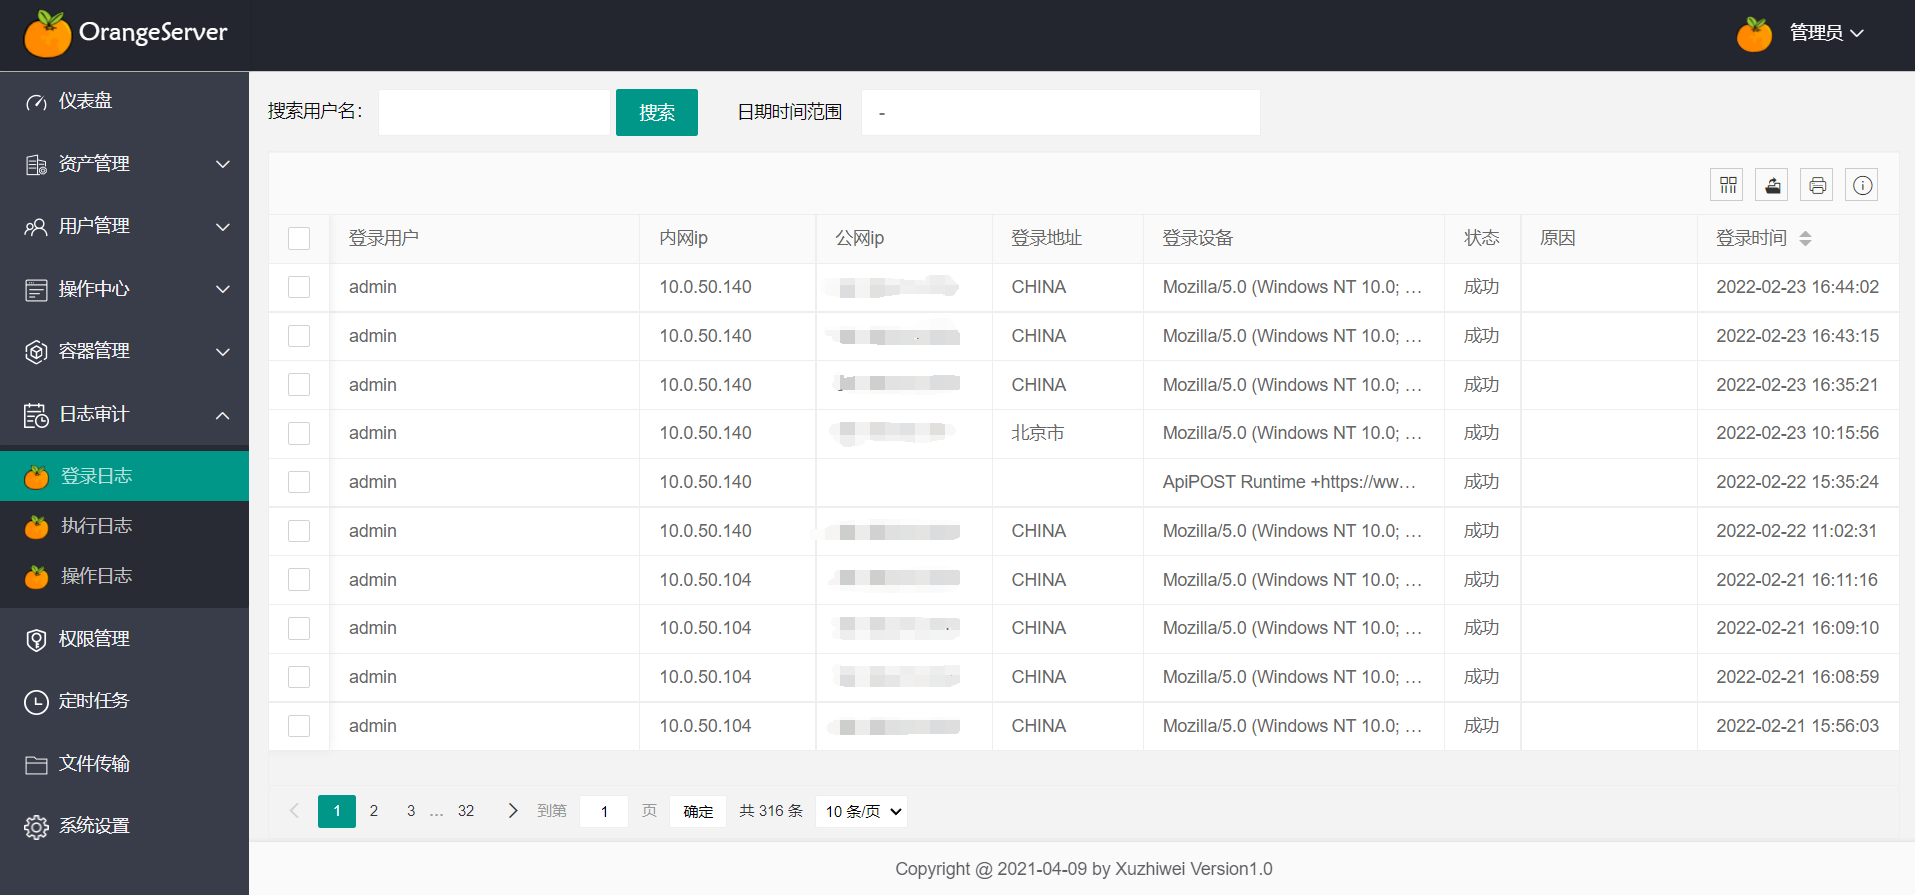 OrangeServer
管理员
仪表盘
资产管理
用户管理
操作中心
容器管理
日志审计
登录日志
执行日志
操作日志
权限管理
定时任务
文件传输
系统设置
搜索用户名：
搜索
日期时间范围
-
登录用户 内网ip 公网ip 登录地址 登录设备 状态 原因 登录时间
admin 10.0.50.140 CHINA Mozilla/5.0 (Windows NT 10.0; ... 成功 2022-02-23 16:44:02
admin 10.0.50.140 CHINA Mozilla/5.0 (Windows NT 10.0; ... 成功 2022-02-23 16:43:15
admin 10.0.50.140 CHINA Mozilla/5.0 (Windows NT 10.0; ... 成功 2022-02-23 16:35:21
admin 10.0.50.140 北京市 Mozilla/5.0 (Windows NT 10.0; ... 成功 2022-02-23 10:15:56
admin 10.0.50.140 ApiPOST Runtime +https://ww... 成功 2022-02-22 15:35:24
admin 10.0.50.140 CHINA Mozilla/5.0 (Windows NT 10.0; ... 成功 2022-02-22 11:02:31
admin 10.0.50.104 CHINA Mozilla/5.0 (Windows NT 10.0; ... 成功 2022-02-21 16:11:16
admin 10.0.50.104 CHINA Mozilla/5.0 (Windows NT 10.0; ... 成功 2022-02-21 16:09:10
admin 10.0.50.104 CHINA Mozilla/5.0 (Windows NT 10.0; ... 成功 2022-02-21 16:08:59
admin 10.0.50.104 CHINA Mozilla/5.0 (Windows NT 10.0; ... 成功 2022-02-21 15:56:03
1 2 3 ... 32 到第 1 页 确定 共 316 条 10 条/页
Copyright @ 2021-04-09 by Xuzhiwei Version1.0